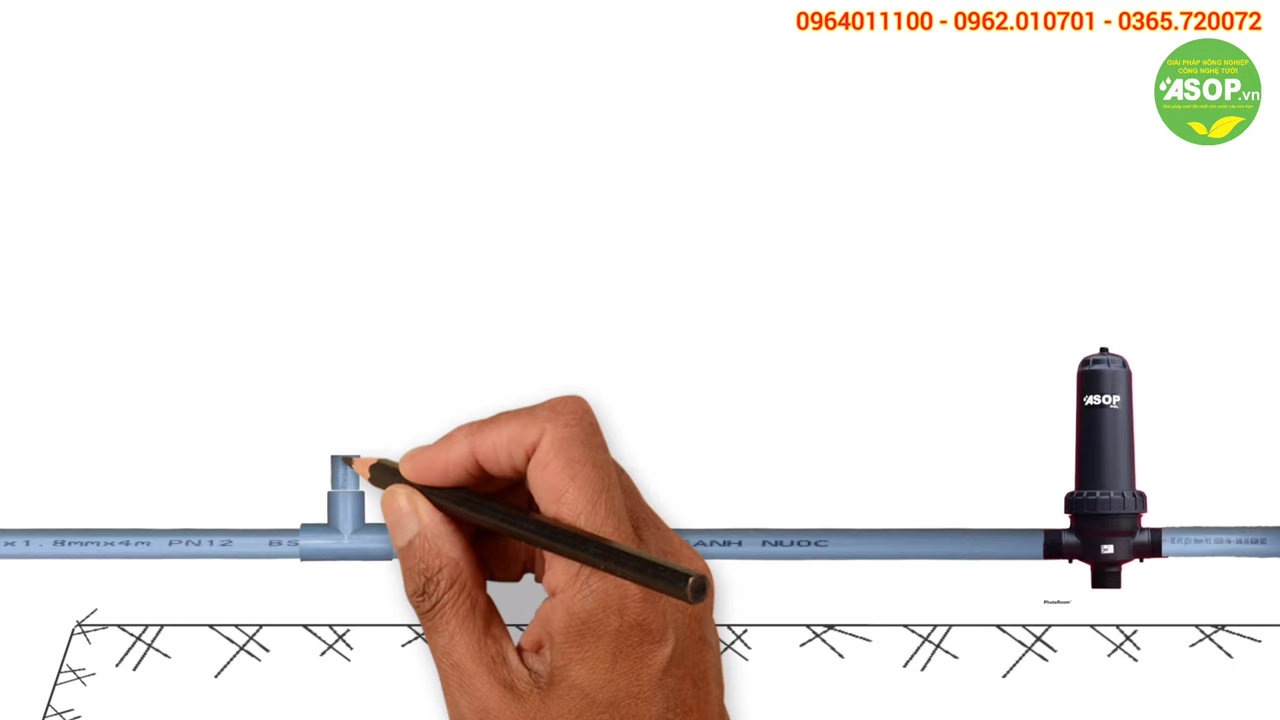 0964011100 - 0962.010701 - 0365.720072
GIẢI PHÁP NÔNG NGHIỆP
CÔNG NGHỆ TƯỚI
ASOP.vn
ASOP
x1.8mmx4m PN12 BS
ANH NUOC
PhotoRoom